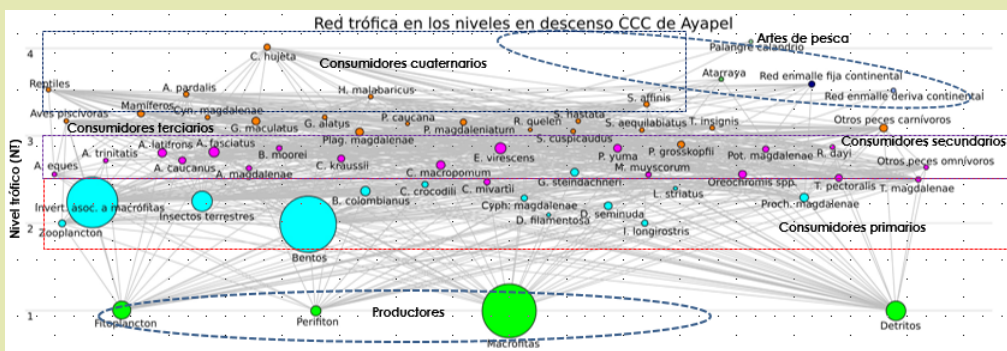 Red trófica en los niveles en descenso CCC de Ayapel
Nivel trófico (NT)
4
3
2
1
Artes de pesca
Palangre calandrio
C. hujeta
Consumidores cuaternarios
Atarraya
Red enmalle fija continental
Reptiles
A. pardalis
H. malabaricus
S. affinis
Red enmalle deriva continental
Aves piscívoras
Mamíferos
Cyn. magdalenae
G. maculatus
G. alatus
P. caucana
Plag. magdalenae
P. magdaleniatum
R. quelen
S. hastata
S. cuspicaudus
S. aequilabiatus
T. insignis
Otros peces carnívoros
Consumidores terciarios
Consumidores secundarios
A. eques
A. trinitatis
A. latifrons
A. caucanus
A. fasciatus
A. magdalenae
B. moorei
C. kraussii
C. macropomum
E. virescens
P. yuma
P. grosskopfii
Pot. magdalenae
R. dayi
Otros peces omnívoros
C. crocodili
C. mivartii
G. steindachneri
M. muyscorum
Oreochromis spp.
T. pectoralis
T. magdalenae
Invért. asoc. a macrófitas
Insectos terrestres
B. colombianus
Cyph. magdalenae
L. striatus
Proch. magdalenae
Zooplancton
D. filamentosa
D. seminuda
I. longirostris
Consumidores primarios
Bentos
Fitoplancton
Perifiton
Productores
Macrófitas
Detritos